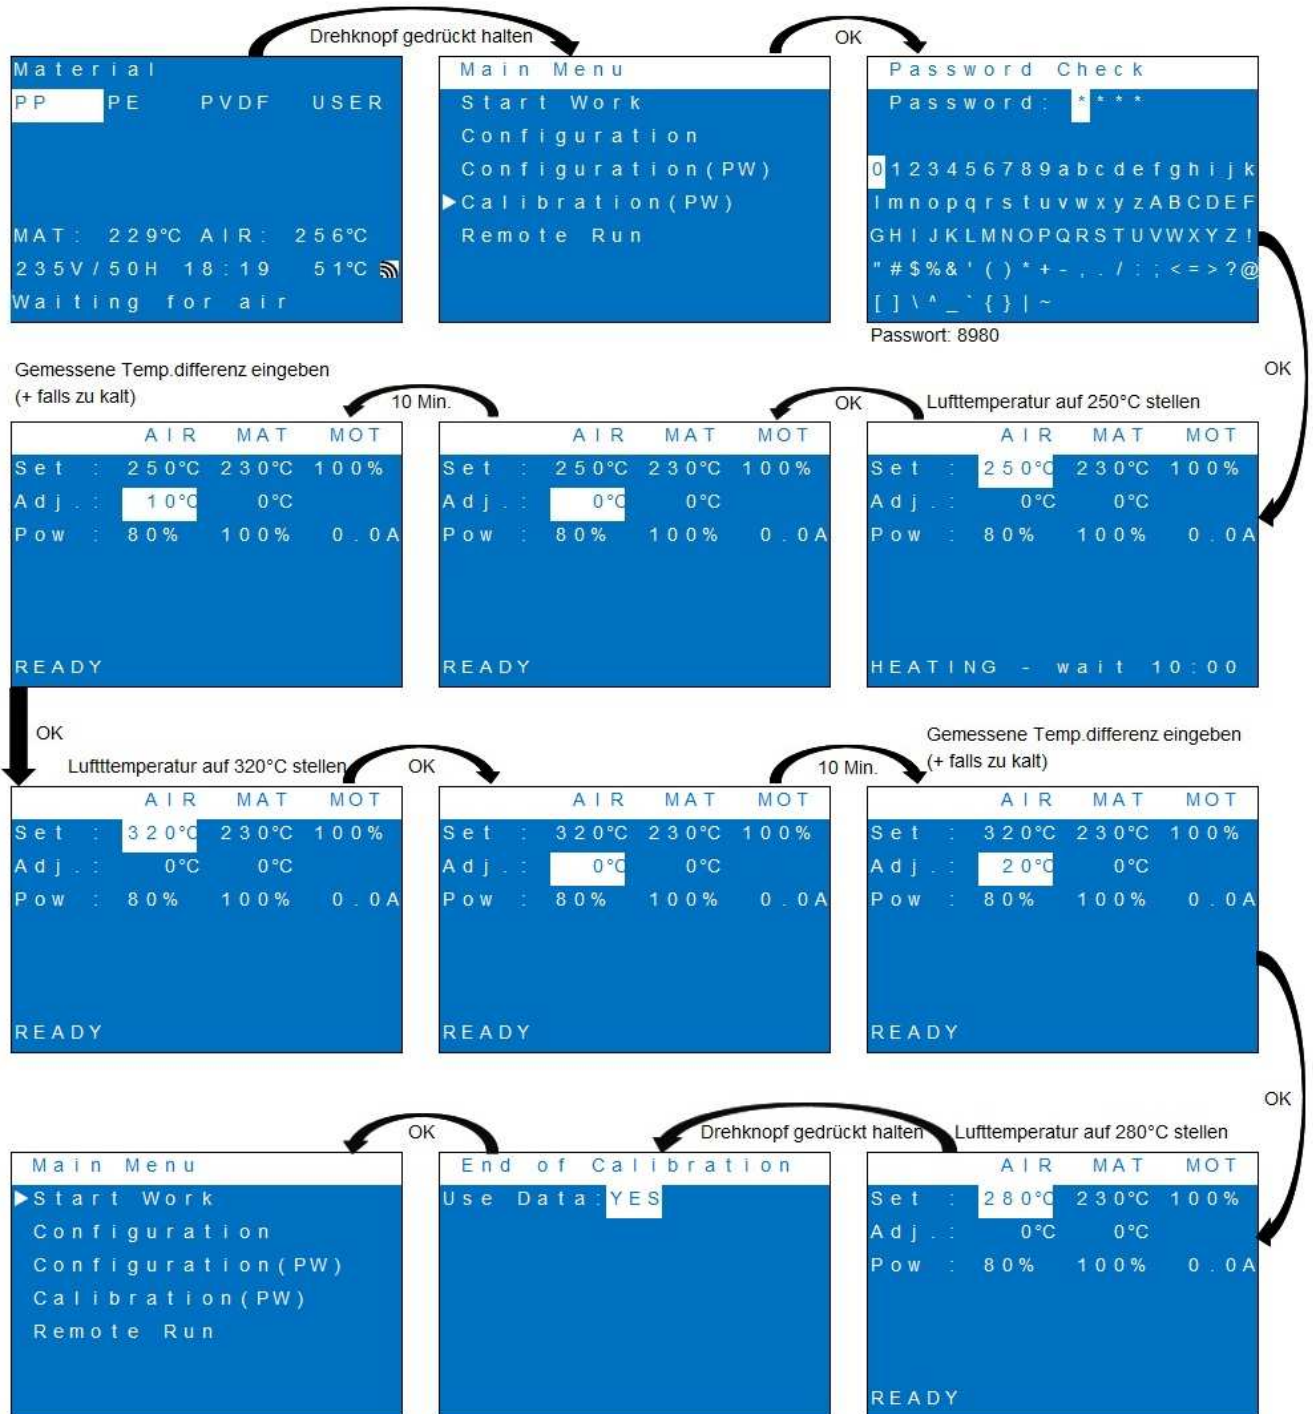 Drehknopf gedrückt halten
OK
Material
PP PE PVDF USER
MAT: 229°C AIR: 256°C
235V/50H 18:19 51°C
Waiting for air
Main Menu
Start Work
Configuration
Configuration(PW)
▶Calibration(PW)
Remote Run
Password Check
Password: ****
0123456789abcdefghijk
lmnopqrstuvwxyzABCDEF
GHIJKLMNOPQRSTUVWXYZ!
"#$%&'()*+-,./:;<=>?@
[]\^_`{}|~
Passwort: 8980
OK
Lufttemperatur auf 250°C stellen
AIR MAT MOT
Set : 250°C 230°C 100%
Adj.: 0°C 0°C
Pow : 80% 100% 0.0A
HEATING - wait 10:00
OK
AIR MAT MOT
Set : 250°C 230°C 100%
Adj.: 0°C 0°C
Pow : 80% 100% 0.0A
READY
10 Min.
Gemessene Temp.differenz eingeben
(+ falls zu kalt)
AIR MAT MOT
Set : 250°C 230°C 100%
Adj.: 10°C 0°C
Pow : 80% 100% 0.0A
READY
OK
Luftttemperatur auf 320°C stellen
AIR MAT MOT
Set : 320°C 230°C 100%
Adj.: 0°C 0°C
Pow : 80% 100% 0.0A
READY
OK
AIR MAT MOT
Set : 320°C 230°C 100%
Adj.: 0°C 0°C
Pow : 80% 100% 0.0A
READY
10 Min.
Gemessene Temp.differenz eingeben
(+ falls zu kalt)
AIR MAT MOT
Set : 320°C 230°C 100%
Adj.: 20°C 0°C
Pow : 80% 100% 0.0A
READY
OK
Lufttemperatur auf 280°C stellen
AIR MAT MOT
Set : 280°C 230°C 100%
Adj.: 0°C 0°C
Pow : 80% 100% 0.0A
READY
Drehknopf gedrückt halten
End of Calibration
Use Data:YES
OK
Main Menu
▶Start Work
Configuration
Configuration(PW)
Calibration(PW)
Remote Run